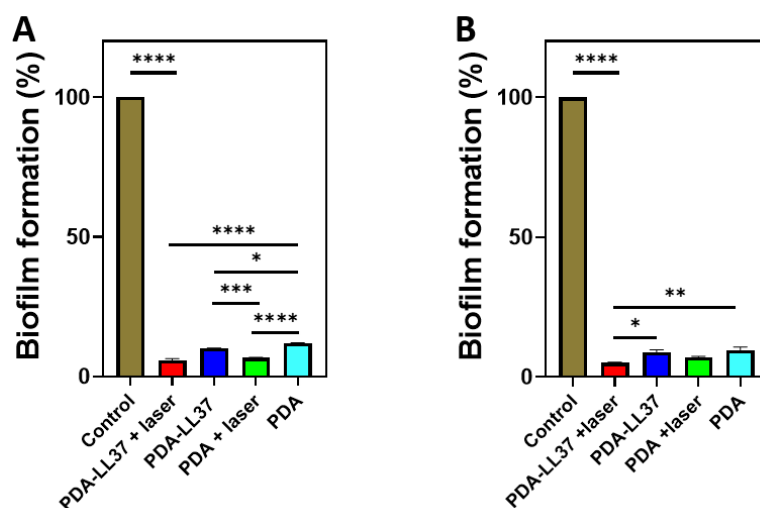 A
Biofilm formation (%)
100
50
0
****
****
*
***
****
Control
PDA-LL37 + laser
PDA-LL37
PDA + laser
PDA
B
Biofilm formation (%)
100
50
0
****
**
*
Control
PDA-LL37 +laser
PDA-LL37
PDA +laser
PDA